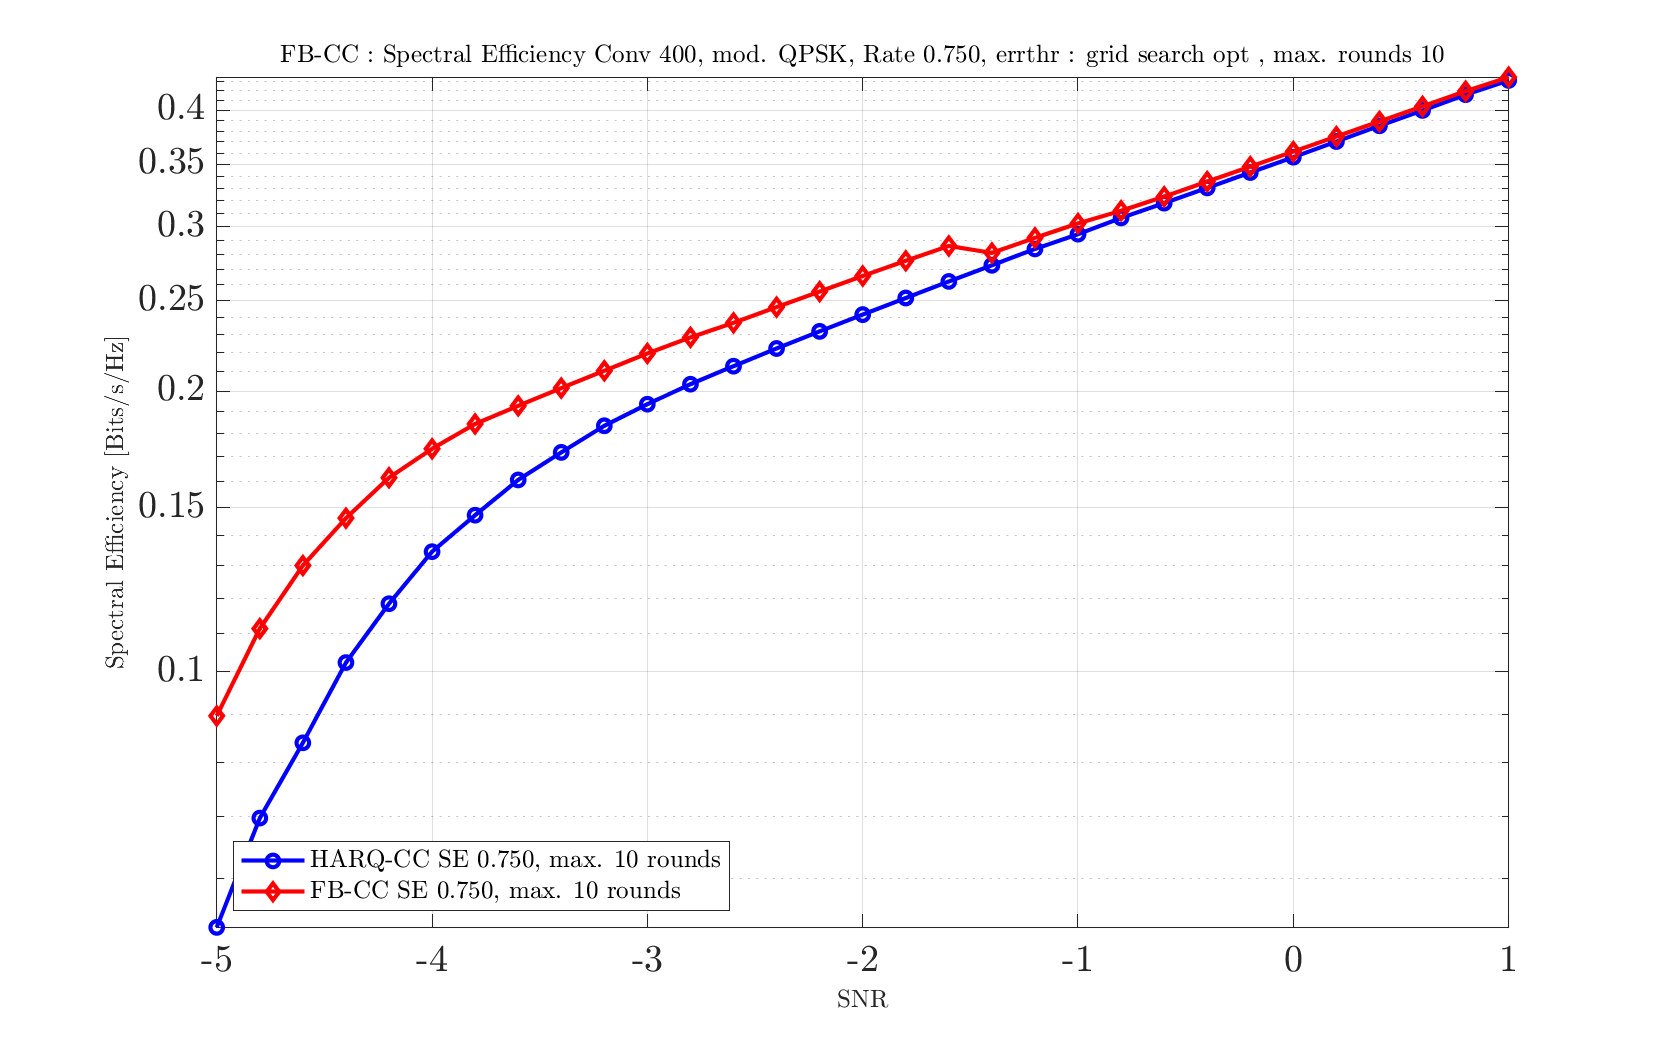 FB-CC : Spectral Efficiency Conv 400, mod. QPSK, Rate 0.750, errthr : grid search opt , max. rounds 10
0.4
0.35
0.3
0.25
0.2
0.15
0.1
Spectral Efficiency [Bits/s/Hz]
HARQ-CC SE 0.750, max. 10 rounds
FB-CC SE 0.750, max. 10 rounds
-5 -4 -3 -2 -1 0 1
SNR